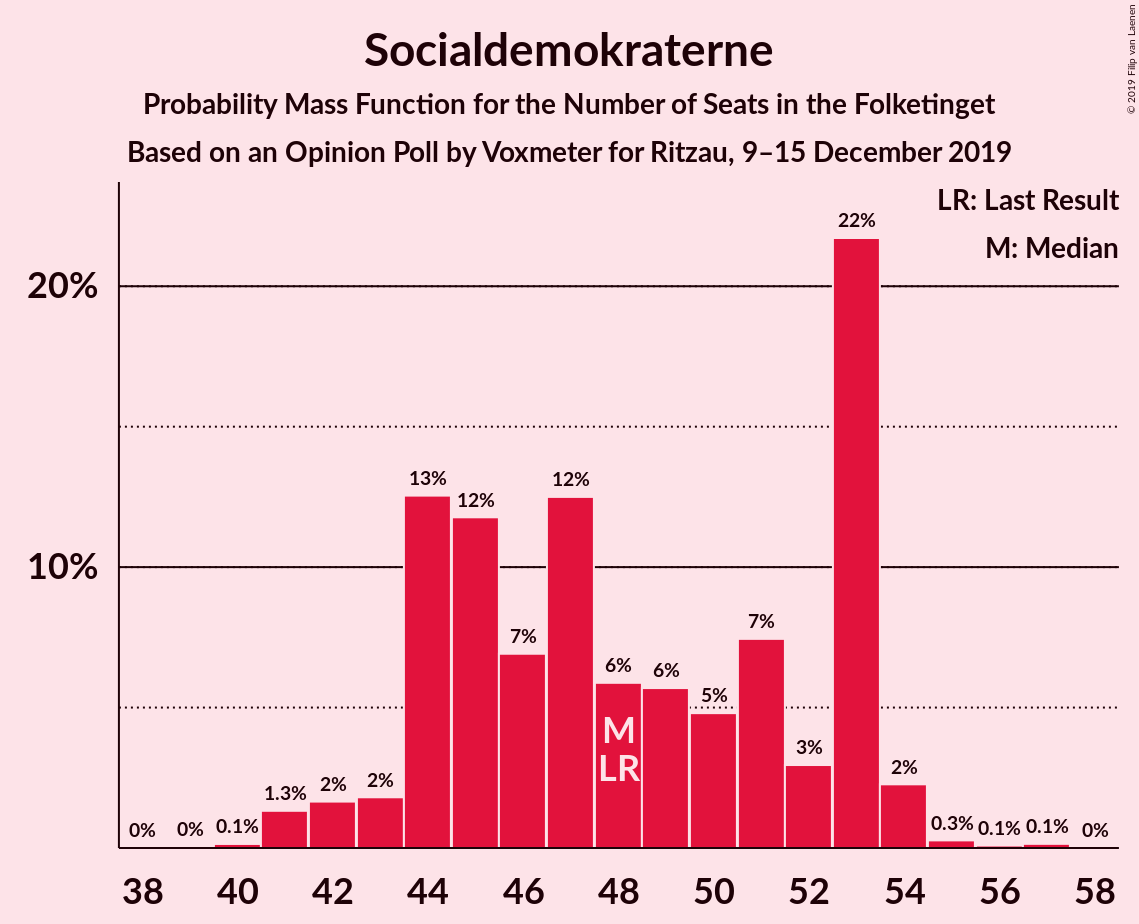 Socialdemokraterne
Probability Mass Function for the Number of Seats in the Folketinget
Based on an Opinion Poll by Voxmeter for Ritzau, 9–15 December 2019
© 2019 Filip van Laenen
LR: Last Result
M: Median
20%
10%
0% 0% 0.1% 1.3% 2% 2% 13% 12% 7% 12% 6% 6% 5% 7% 3% 22% 2% 0.3% 0.1% 0.1% 0%
M
LR
38 40 42 44 46 48 50 52 54 56 58